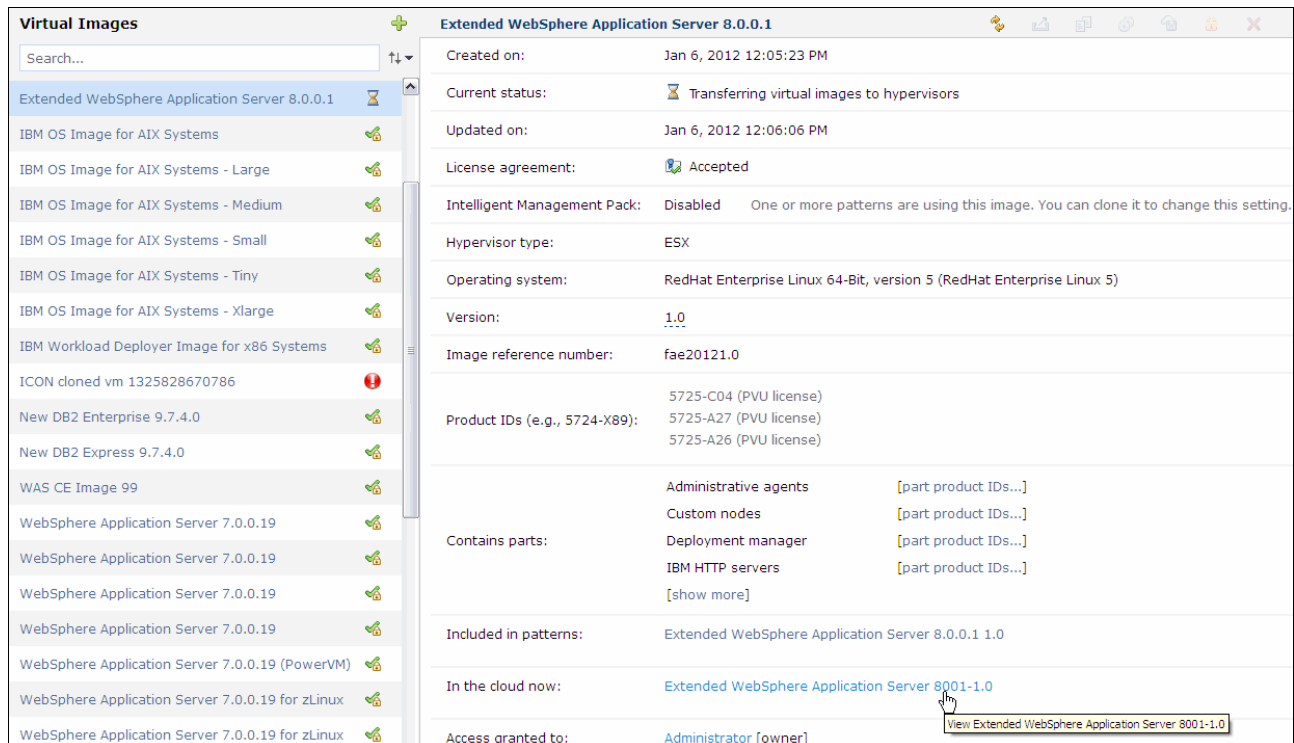 Virtual Images
Search...
Extended WebSphere Application Server 8.0.0.1
IBM OS Image for AIX Systems
IBM OS Image for AIX Systems - Large
IBM OS Image for AIX Systems - Medium
IBM OS Image for AIX Systems - Small
IBM OS Image for AIX Systems - Tiny
IBM OS Image for AIX Systems - Xlarge
IBM Workload Deployer Image for x86 Systems
ICON cloned vm 1325828670786
New DB2 Enterprise 9.7.4.0
New DB2 Express 9.7.4.0
WAS CE Image 99
WebSphere Application Server 7.0.0.19
WebSphere Application Server 7.0.0.19
WebSphere Application Server 7.0.0.19
WebSphere Application Server 7.0.0.19
WebSphere Application Server 7.0.0.19 (PowerVM)
WebSphere Application Server 7.0.0.19 for zLinux
WebSphere Application Server 7.0.0.19 for zLinux
Extended WebSphere Application Server 8.0.0.1
Created on: Jan 6, 2012 12:05:23 PM
Current status: Transferring virtual images to hypervisors
Updated on: Jan 6, 2012 12:06:06 PM
License agreement: Accepted
Intelligent Management Pack: Disabled One or more patterns are using this image. You can clone it to change this setting.
Hypervisor type: ESX
Operating system: RedHat Enterprise Linux 64-Bit, version 5 (RedHat Enterprise Linux 5)
Version: 1.0
Image reference number: fae20121.0
Product IDs (e.g., 5724-X89):
5725-C04 (PVU license)
5725-A27 (PVU license)
5725-A26 (PVU license)
Contains parts:
Administrative agents [part product IDs...]
Custom nodes [part product IDs...]
Deployment manager [part product IDs...]
IBM HTTP servers [part product IDs...]
[show more]
Included in patterns: Extended WebSphere Application Server 8.0.0.1 1.0
In the cloud now: Extended WebSphere Application Server 8001-1.0
View Extended WebSphere Application Server 8001-1.0
Access granted to: Administrator [owner]